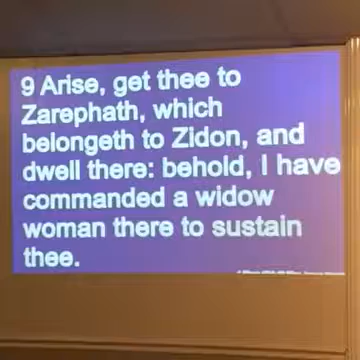 9 Arise, get thee to
Zarephath, which
belongeth to Zidon, and
dwell there: behold, I have
commanded a widow
woman there to sustain
thee.